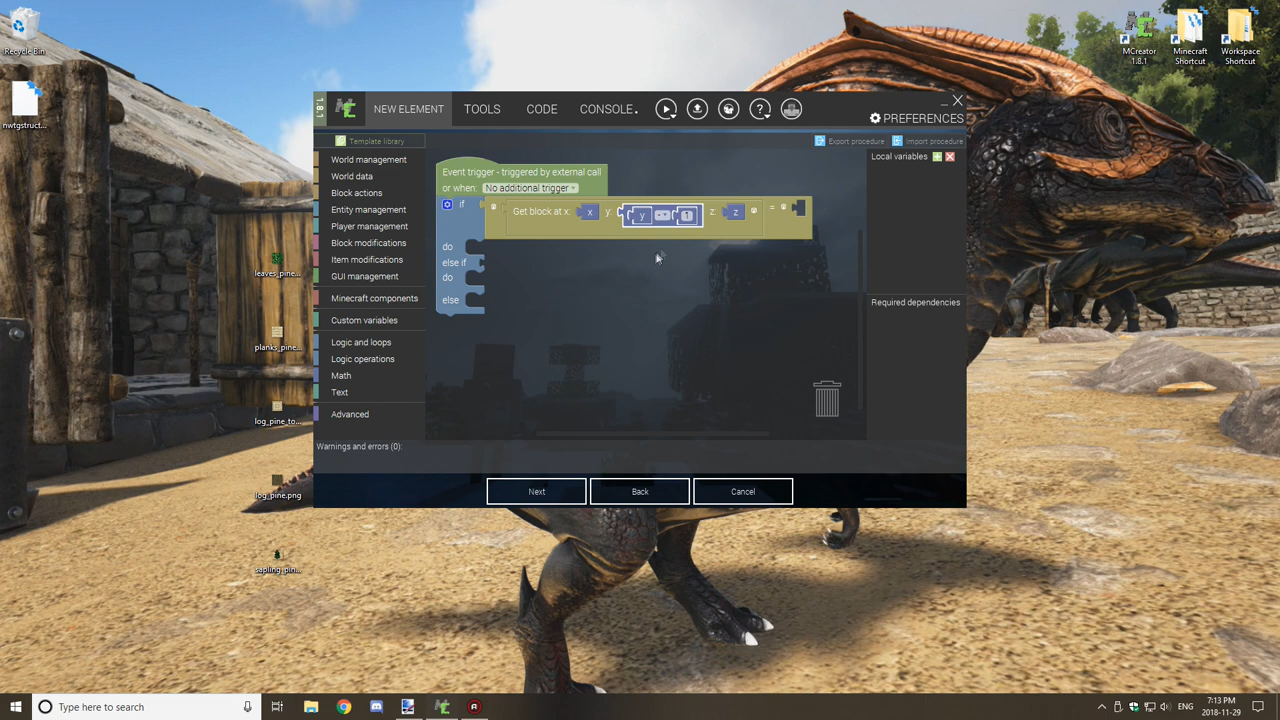 Recycle Bin
nwtgstruct...
leaves_pine...
planks_pine...
log_pine_to...
log_pine.png
sapling_pin...
MCreator 1.8.1
Minecraft Shortcut
Workspace Shortcut
1.8.1
NEW ELEMENT
TOOLS
CODE
CONSOLE
PREFERENCES
Template library
Export procedure
Import procedure
World management
World data
Block actions
Entity management
Player management
Block modifications
Item modifications
GUI management
Minecraft components
Custom variables
Logic and loops
Logic operations
Math
Text
Advanced
Event trigger - triggered by external call
or when: No additional trigger
if Get block at x: x y: y - 1 z: z =
do
else if
do
else
Local variables
Required dependencies
Warnings and errors (0):
Next
Back
Cancel
Type here to search
ENG
7:13 PM
2018-11-29